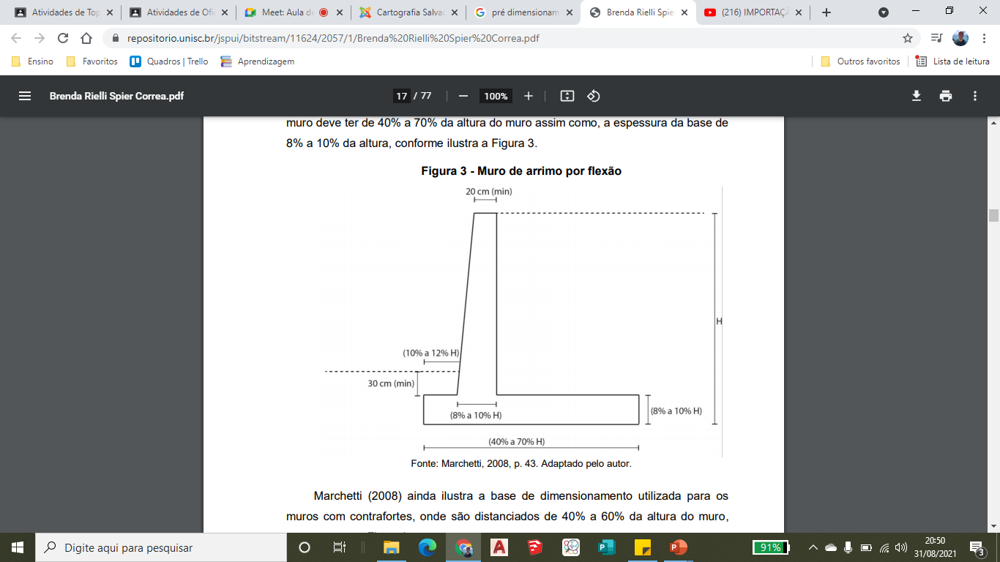 Atividades de Top
Atividades de Ofi
Meet: Aula de
Cartografia Salva
pré dimensionam
Brenda Rielli Spie
(216) IMPORTAÇ
repositorio.unisc.br/jspui/bitstream/11624/2057/1/Brenda%20Rielli%20Spier%20Correa.pdf
Ensino
Favoritos
Quadros | Trello
Aprendizagem
Outros favoritos
Lista de leitura
Brenda Rielli Spier Correa.pdf
17 / 77
100%
muro deve ter de 40% a 70% da altura do muro assim como, a espessura da base de
8% a 10% da altura, conforme ilustra a Figura 3.
Figura 3 - Muro de arrimo por flexão
20 cm (min)
H
(10% a 12% H)
30 cm (min)
(8% a 10% H)
(8% a 10% H)
(40% a 70% H)
Fonte: Marchetti, 2008, p. 43. Adaptado pelo autor.
Marchetti (2008) ainda ilustra a base de dimensionamento utilizada para os
muros com contrafortes, onde são distanciados de 40% a 60% da altura do muro,
Digite aqui para pesquisar
91%
20:50
31/08/2021
3